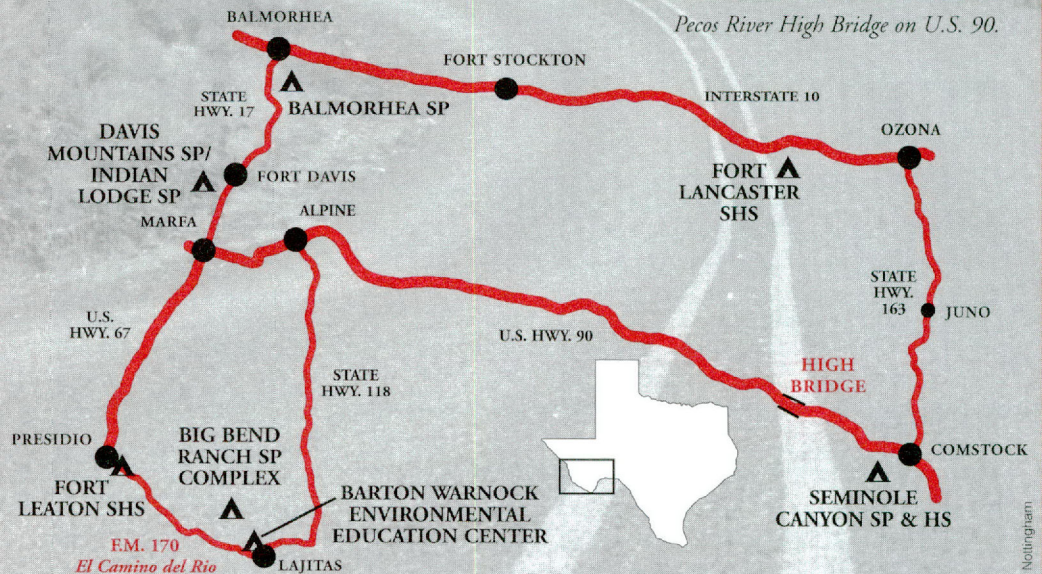 Pecos River High Bridge on U.S. 90.
BALMORHEA
FORT STOCKTON
STATE
HWY. 17
BALMORHEA SP
INTERSTATE 10
OZONA
DAVIS
MOUNTAINS SP/
INDIAN
LODGE SP
FORT DAVIS
FORT
LANCASTER
SHS
MARFA
ALPINE
STATE
HWY.
163
JUNO
U.S.
HWY. 67
U.S. HWY. 90
STATE
HWY. 118
HIGH
BRIDGE
PRESIDIO
BIG BEND
RANCH SP
COMPLEX
COMSTOCK
FORT
LEATON SHS
BARTON WARNOCK
ENVIRONMENTAL
EDUCATION CENTER
SEMINOLE
CANYON SP & HS
F.M. 170
El Camino del Rio
LAJITAS
Nottingham